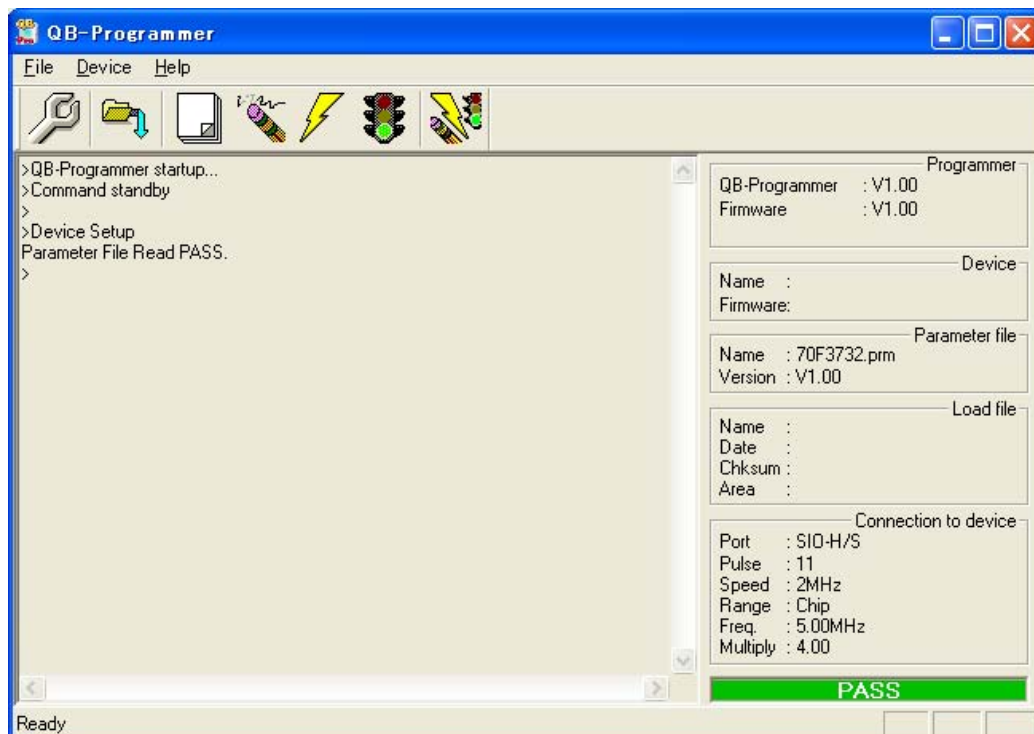 QB-Programmer
File Device Help
>QB-Programmer startup...
>Command standby
>
>Device Setup
Parameter File Read PASS.
>
Programmer
QB-Programmer : V1.00
Firmware : V1.00
Device
Name :
Firmware:
Parameter file
Name : 70F3732.prm
Version : V1.00
Load file
Name :
Date :
Chksum :
Area :
Connection to device
Port : SIO-H/S
Pulse : 11
Speed : 2MHz
Range : Chip
Freq. : 5.00MHz
Multiply : 4.00
PASS
Ready